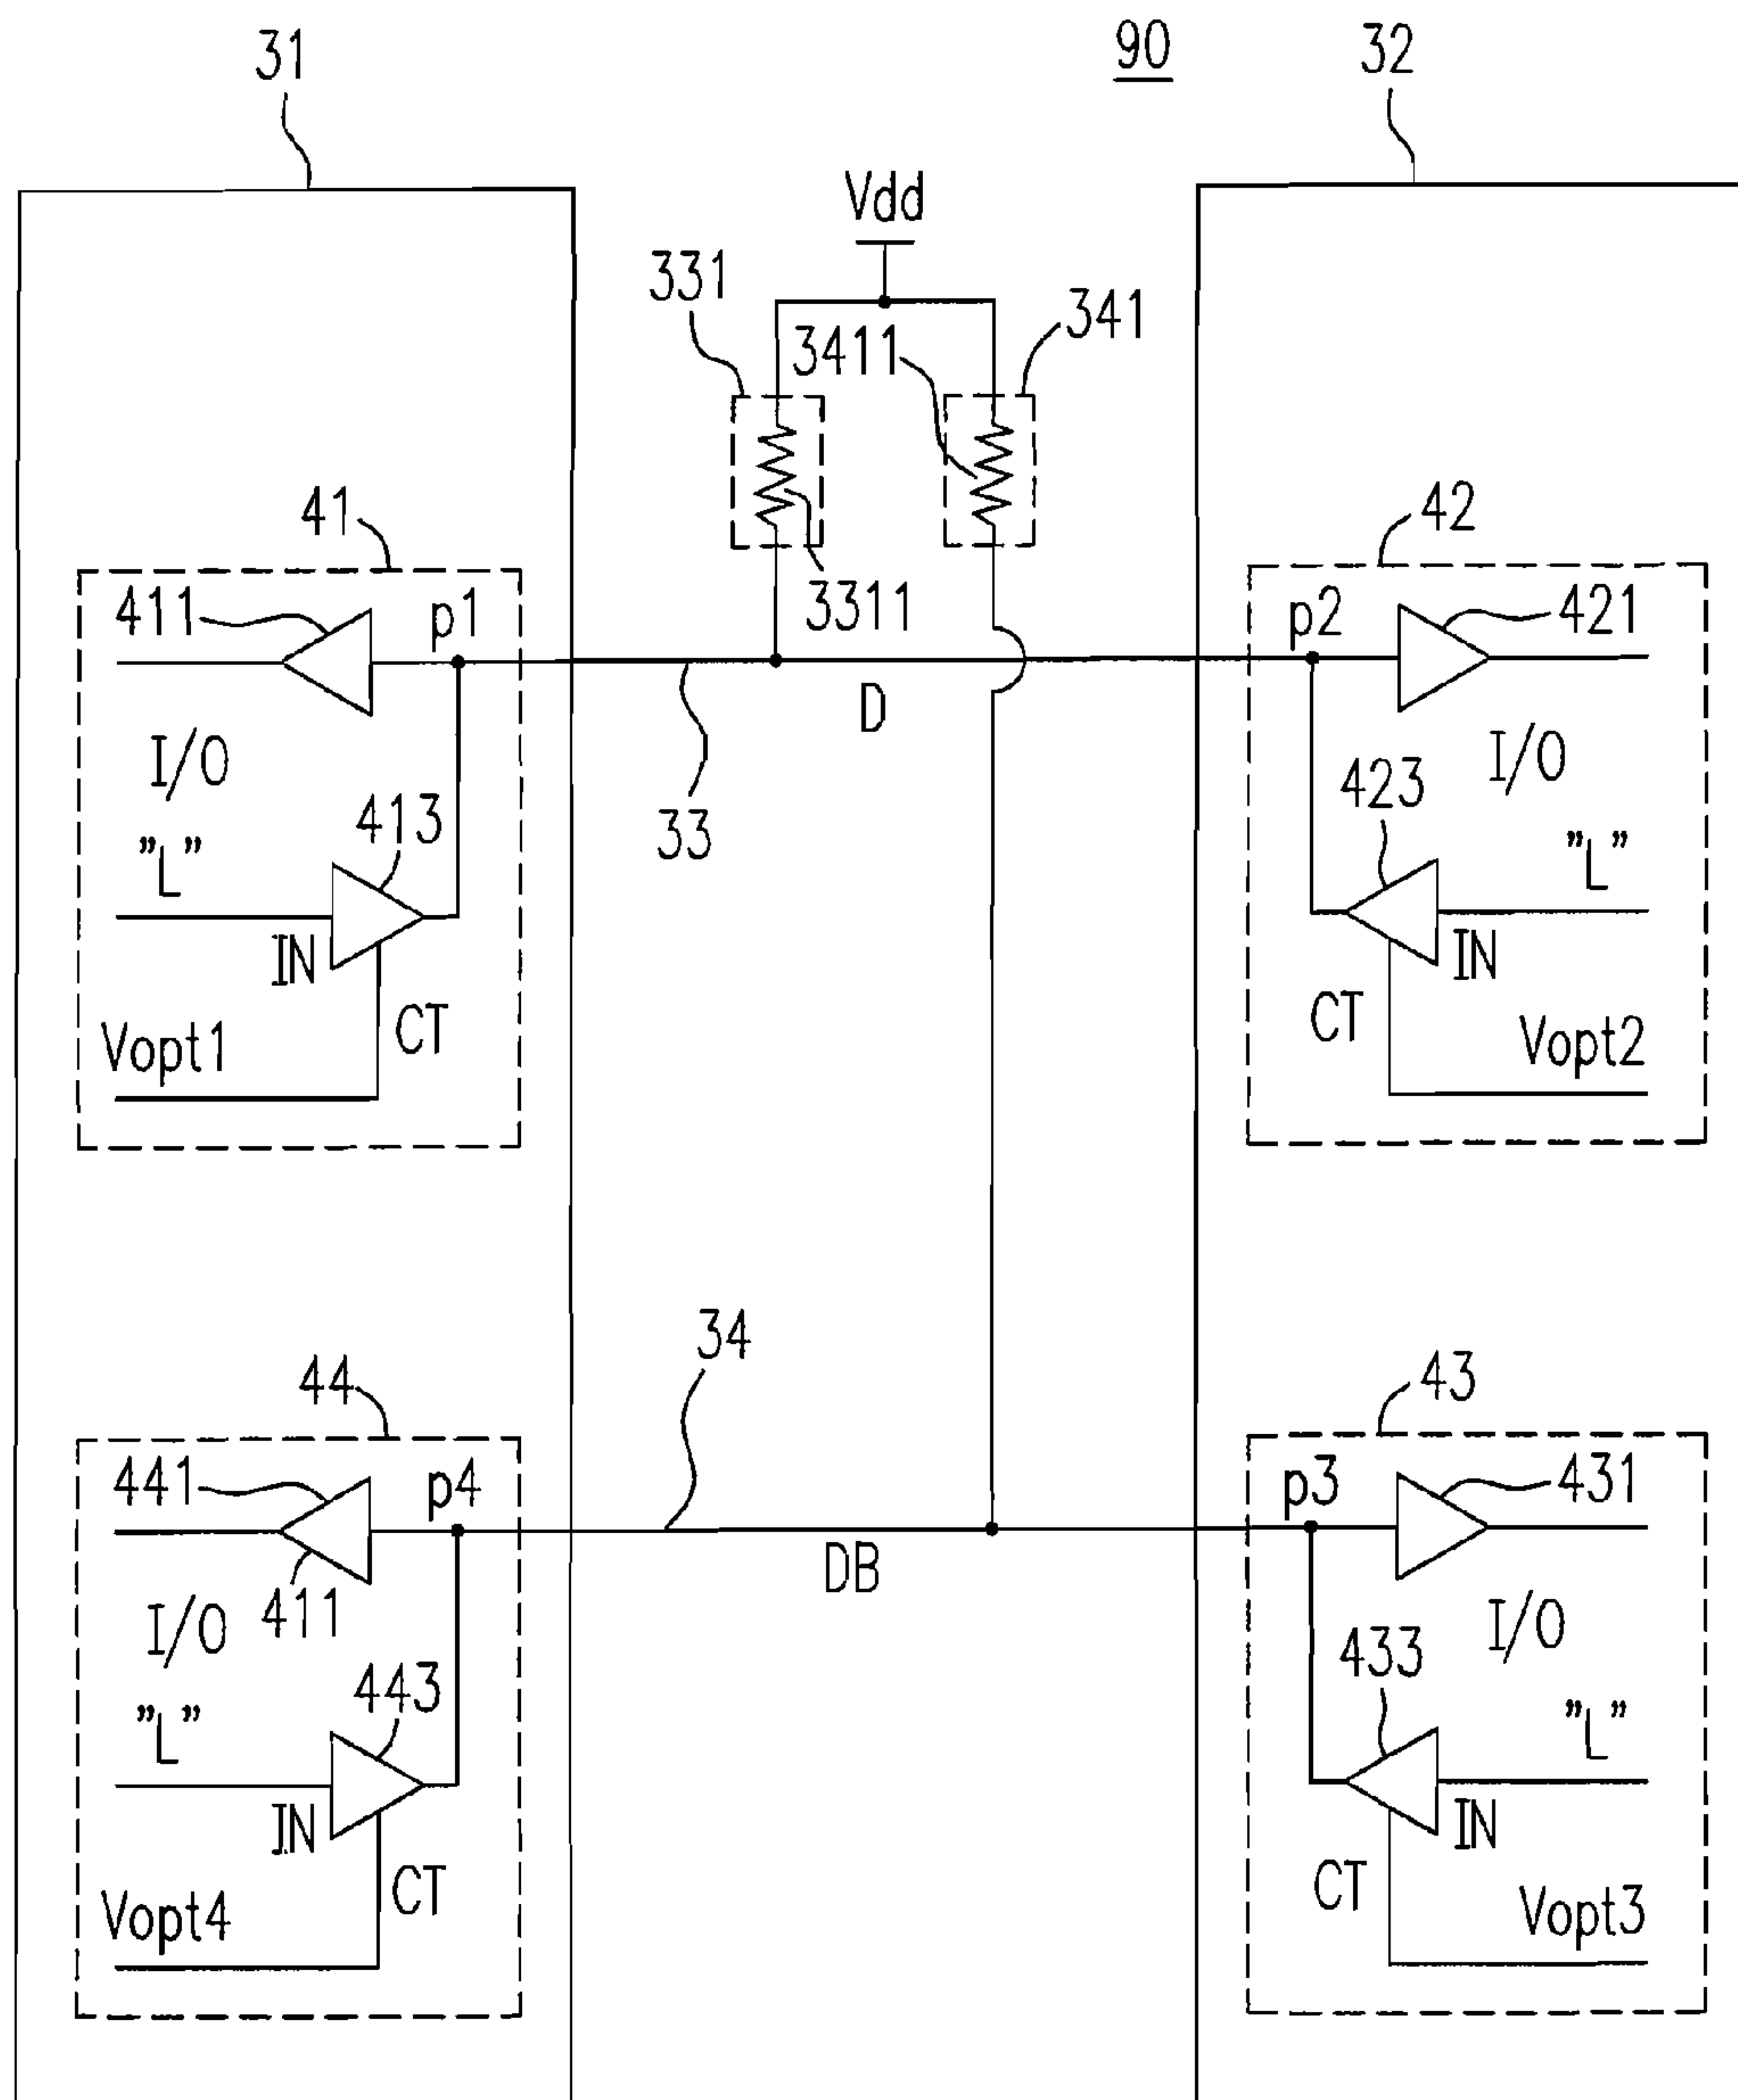 90
31
32
Vdd
331
3411
341
3311
41
411
p1
I/O
"L"
413
IN
CT
Vopt1
33
D
42
p2
421
I/O
423
"L"
IN
CT
Vopt2
34
DB
44
441
p4
411
I/O
"L"
443
IN
CT
Vopt4
43
p3
431
I/O
433
"L"
IN
CT
Vopt3